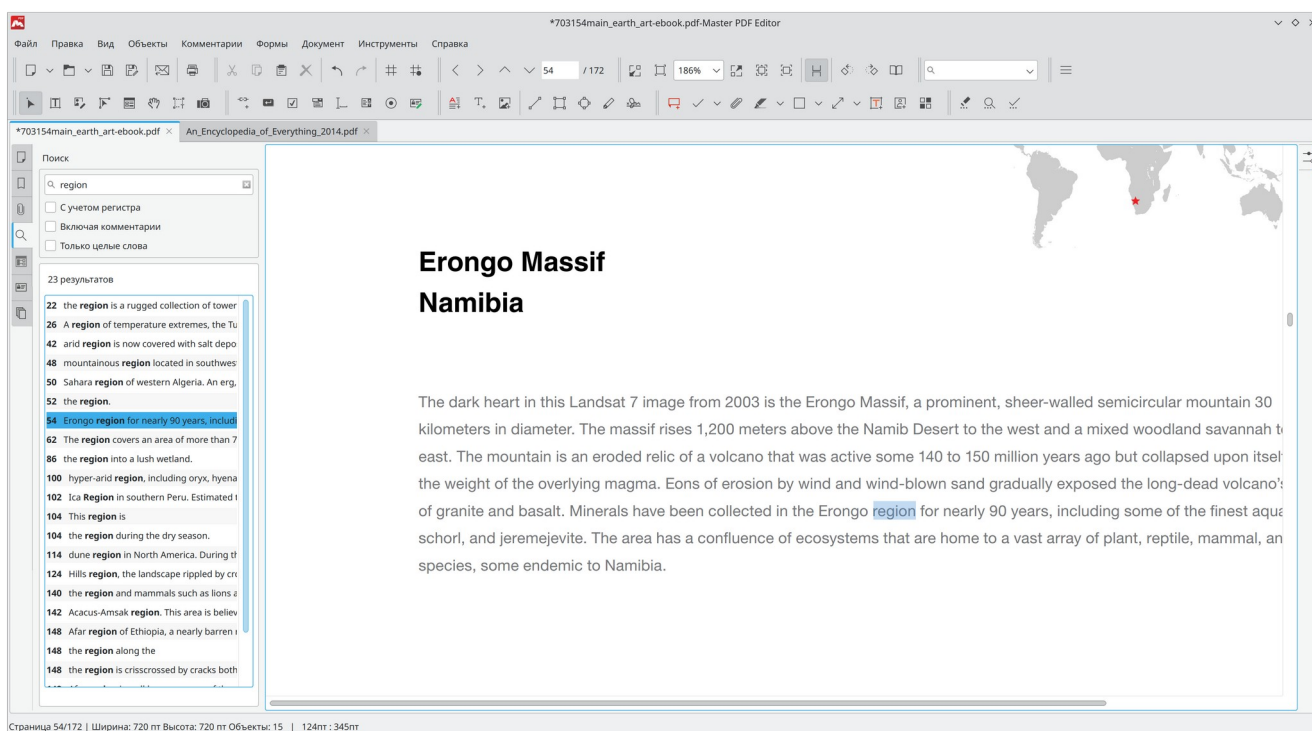 *703154main_earth_art-ebook.pdf-Master PDF Editor
Файл Правка Вид Объекты Комментарии Формы Документ Инструменты Справка
54 / 172 186%
*703154main_earth_art-ebook.pdf An_Encyclopedia_of_Everything_2014.pdf
Поиск
region
С учетом регистра
Включая комментарии
Только целые слова
23 результатов
22 the region is a rugged collection of tower
26 A region of temperature extremes, the Tu
42 arid region is now covered with salt depo
48 mountainous region located in southwes
50 Sahara region of western Algeria. An erg,
52 the region.
54 Erongo region for nearly 90 years, includi
62 The region covers an area of more than 7
86 the region into a lush wetland.
100 hyper-arid region, including oryx, hyena
102 Ica Region in southern Peru. Estimated t
104 This region is
104 the region during the dry season.
114 dune region in North America. During th
124 Hills region, the landscape rippled by cro
140 the region and mammals such as lions a
142 Acacus-Amsak region. This area is believ
148 Afar region of Ethiopia, a nearly barren
148 the region along the
148 the region is crisscrossed by cracks both
Erongo Massif
Namibia
The dark heart in this Landsat 7 image from 2003 is the Erongo Massif, a prominent, sheer-walled semicircular mountain 30
kilometers in diameter. The massif rises 1,200 meters above the Namib Desert to the west and a mixed woodland savannah t
east. The mountain is an eroded relic of a volcano that was active some 140 to 150 million years ago but collapsed upon itsel
the weight of the overlying magma. Eons of erosion by wind and wind-blown sand gradually exposed the long-dead volcano's
of granite and basalt. Minerals have been collected in the Erongo region for nearly 90 years, including some of the finest aqua
schorl, and jeremejevite. The area has a confluence of ecosystems that are home to a vast array of plant, reptile, mammal, an
species, some endemic to Namibia.
Страница 54/172 | Ширина: 720 пт Высота: 720 пт Объекты: 15 | 124пт : 345пт